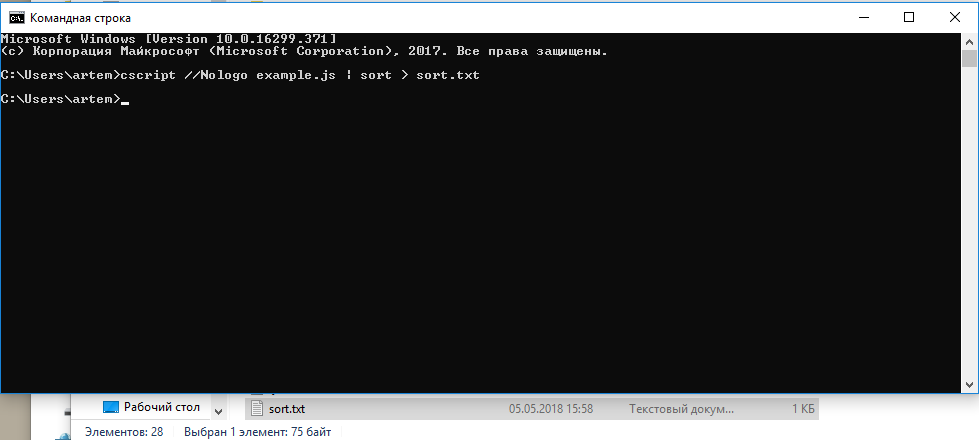 Командная строка
Microsoft Windows [Version 10.0.16299.371]
(c) Корпорация Майкрософт (Microsoft Corporation), 2017. Все права защищены.
C:\Users\artem>cscript //Nologo example.js | sort > sort.txt
C:\Users\artem>
Рабочий стол
sort.txt 05.05.2018 15:58 Текстовый докум... 1 КБ
Элементов: 28 Выбран 1 элемент: 75 байт